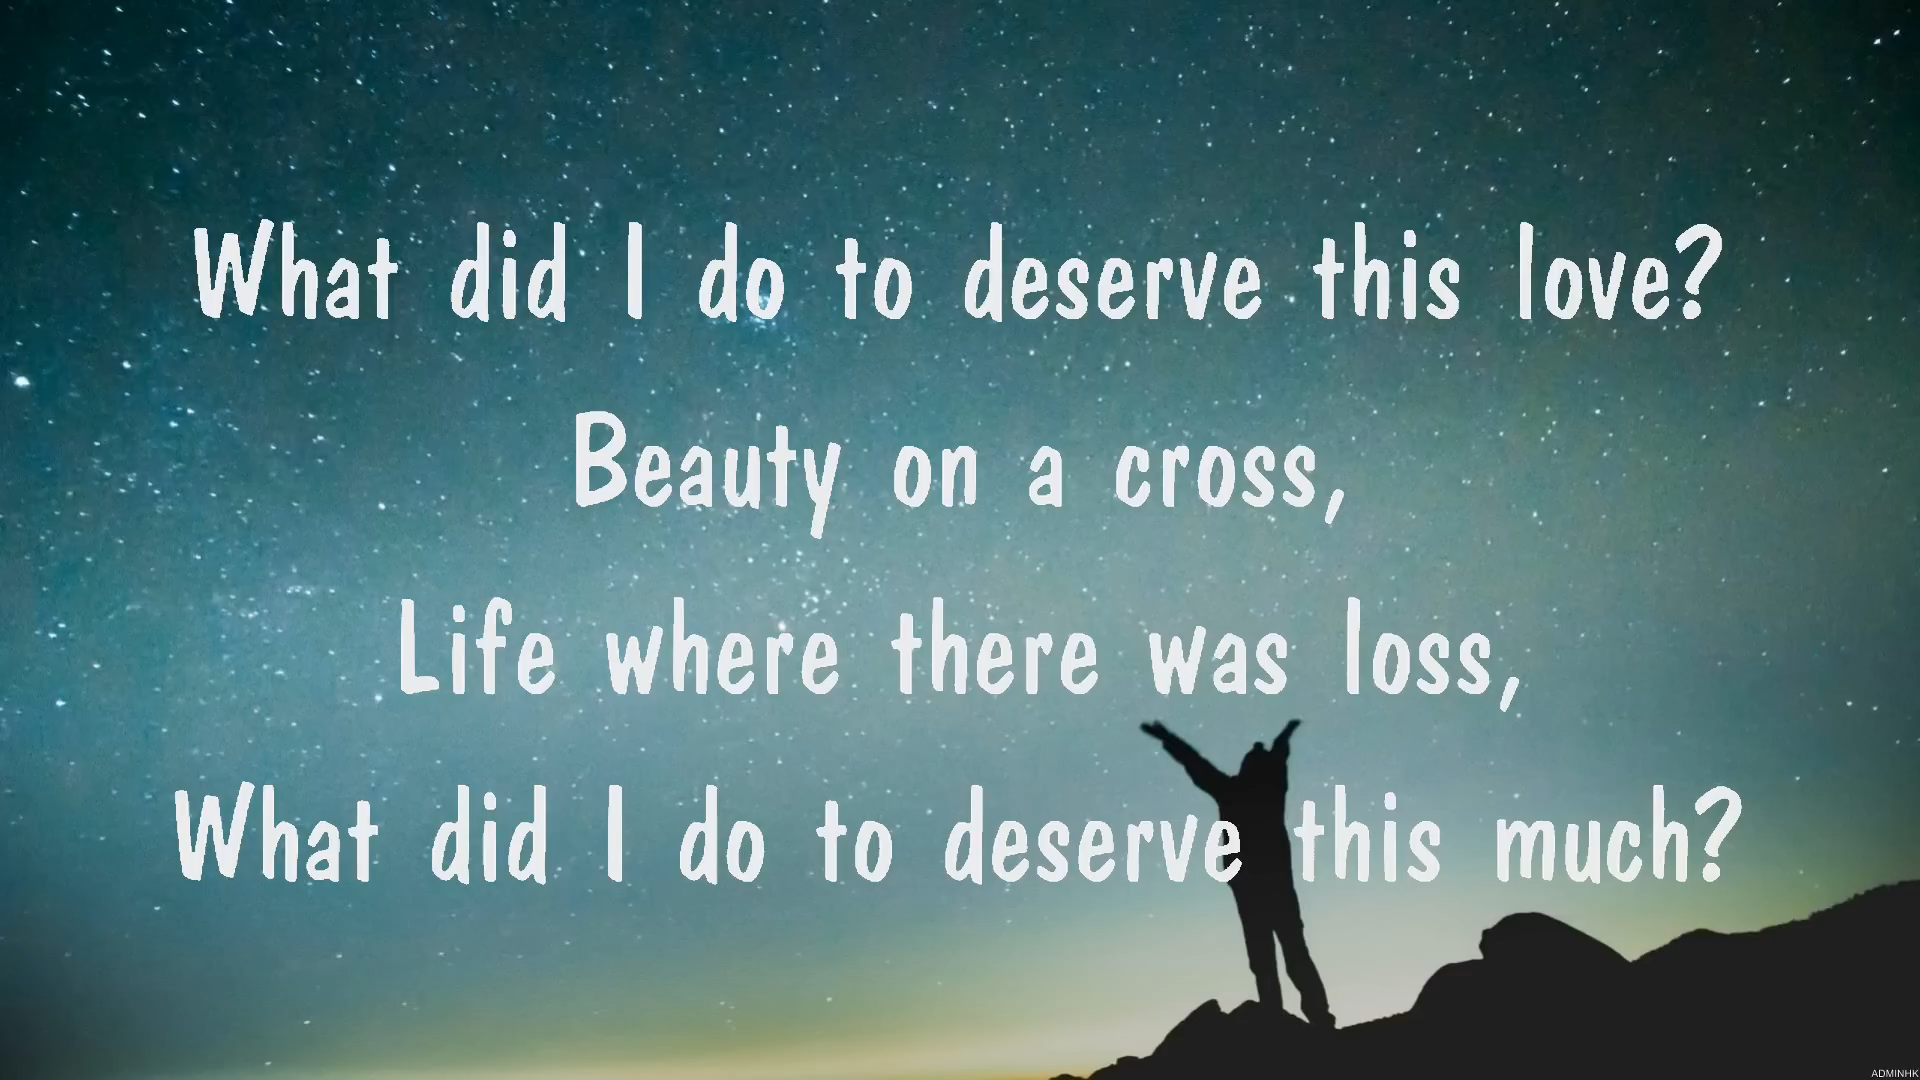 What did I do to deserve this love?
Beauty on a cross,
Life where there was loss,
What did I do to deserve this much?
ADMINHK